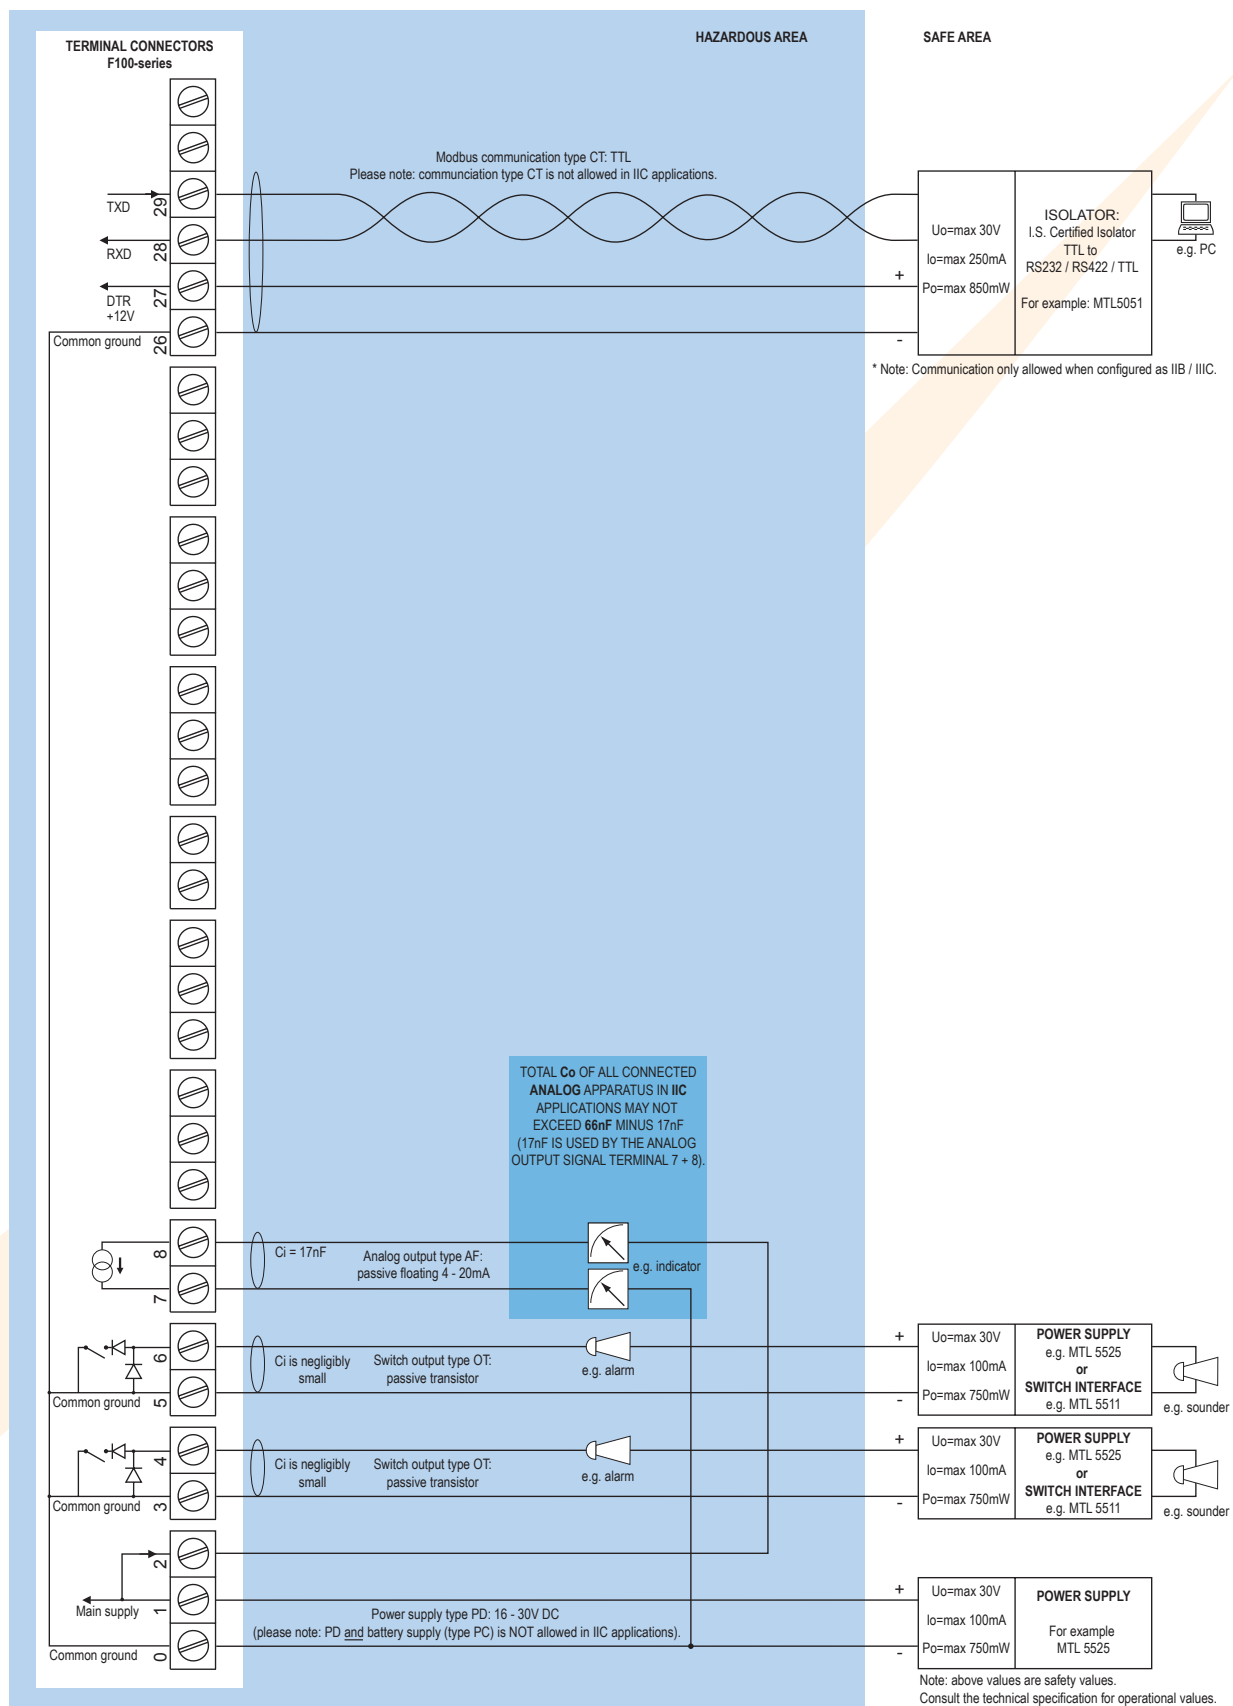 TERMINAL CONNECTORS
F100-series
HAZARDOUS AREA
SAFE AREA
Modbus communication type CT: TTL
Please note: communciation type CT is not allowed in IIC applications.
TXD
29
RXD
28
DTR
+12V
27
Common ground
26
+
-
Uo=max 30V
Io=max 250mA
Po=max 850mW
ISOLATOR:
I.S. Certified Isolator
TTL to
RS232 / RS422 / TTL
For example: MTL5051
e.g. PC
* Note: Communication only allowed when configured as IIB / IIIC.
TOTAL Co OF ALL CONNECTED
ANALOG APPARATUS IN IIC
APPLICATIONS MAY NOT
EXCEED 66nF MINUS 17nF
(17nF IS USED BY THE ANALOG
OUTPUT SIGNAL TERMINAL 7 + 8).
8
7
Ci = 17nF
Analog output type AF:
passive floating 4 - 20mA
e.g. indicator
6
Common ground
5
Ci is negligibly
small
Switch output type OT:
passive transistor
e.g. alarm
+
-
Uo=max 30V
Io=max 100mA
Po=max 750mW
POWER SUPPLY
e.g. MTL 5525
or
SWITCH INTERFACE
e.g. MTL 5511
e.g. sounder
4
Common ground
3
Ci is negligibly
small
Switch output type OT:
passive transistor
e.g. alarm
+
-
Uo=max 30V
Io=max 100mA
Po=max 750mW
POWER SUPPLY
e.g. MTL 5525
or
SWITCH INTERFACE
e.g. MTL 5511
e.g. sounder
2
Main supply
1
Common ground
0
Power supply type PD: 16 - 30V DC
(please note: PD and battery supply (type PC) is NOT allowed in IIC applications).
+
-
Uo=max 30V
Io=max 100mA
Po=max 750mW
POWER SUPPLY
For example
MTL 5525
Note: above values are safety values.
Consult the technical specification for operational values.